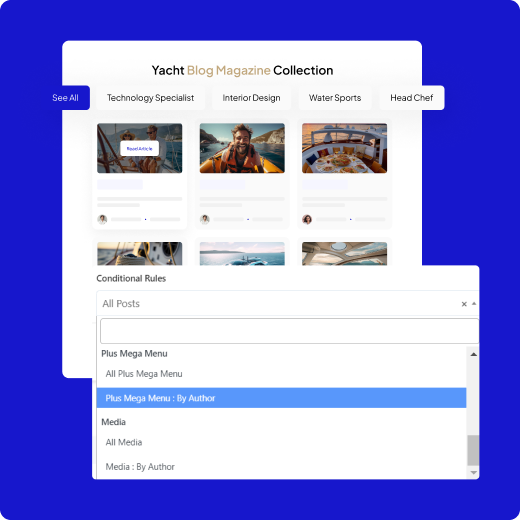 Yacht Blog Magazine Collection
See All Technology Specialist Interior Design Water Sports Head Chef
Read Article
Conditional Rules
All Posts
Plus Mega Menu
All Plus Mega Menu
Plus Mega Menu : By Author
Media
All Media
Media : By Author